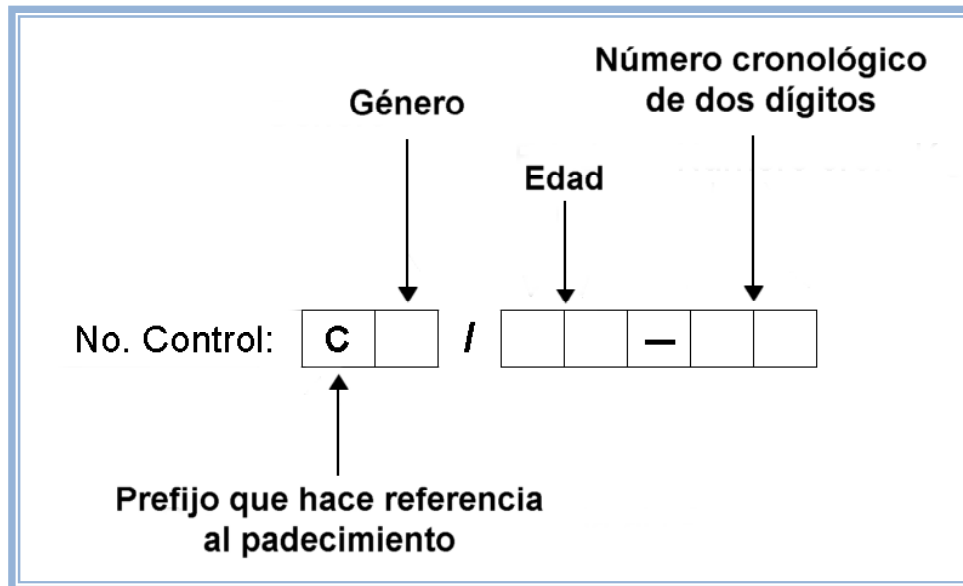 Número cronológico
de dos dígitos
Género
Edad
No. Control: C / –
Prefijo que hace referencia
al padecimiento